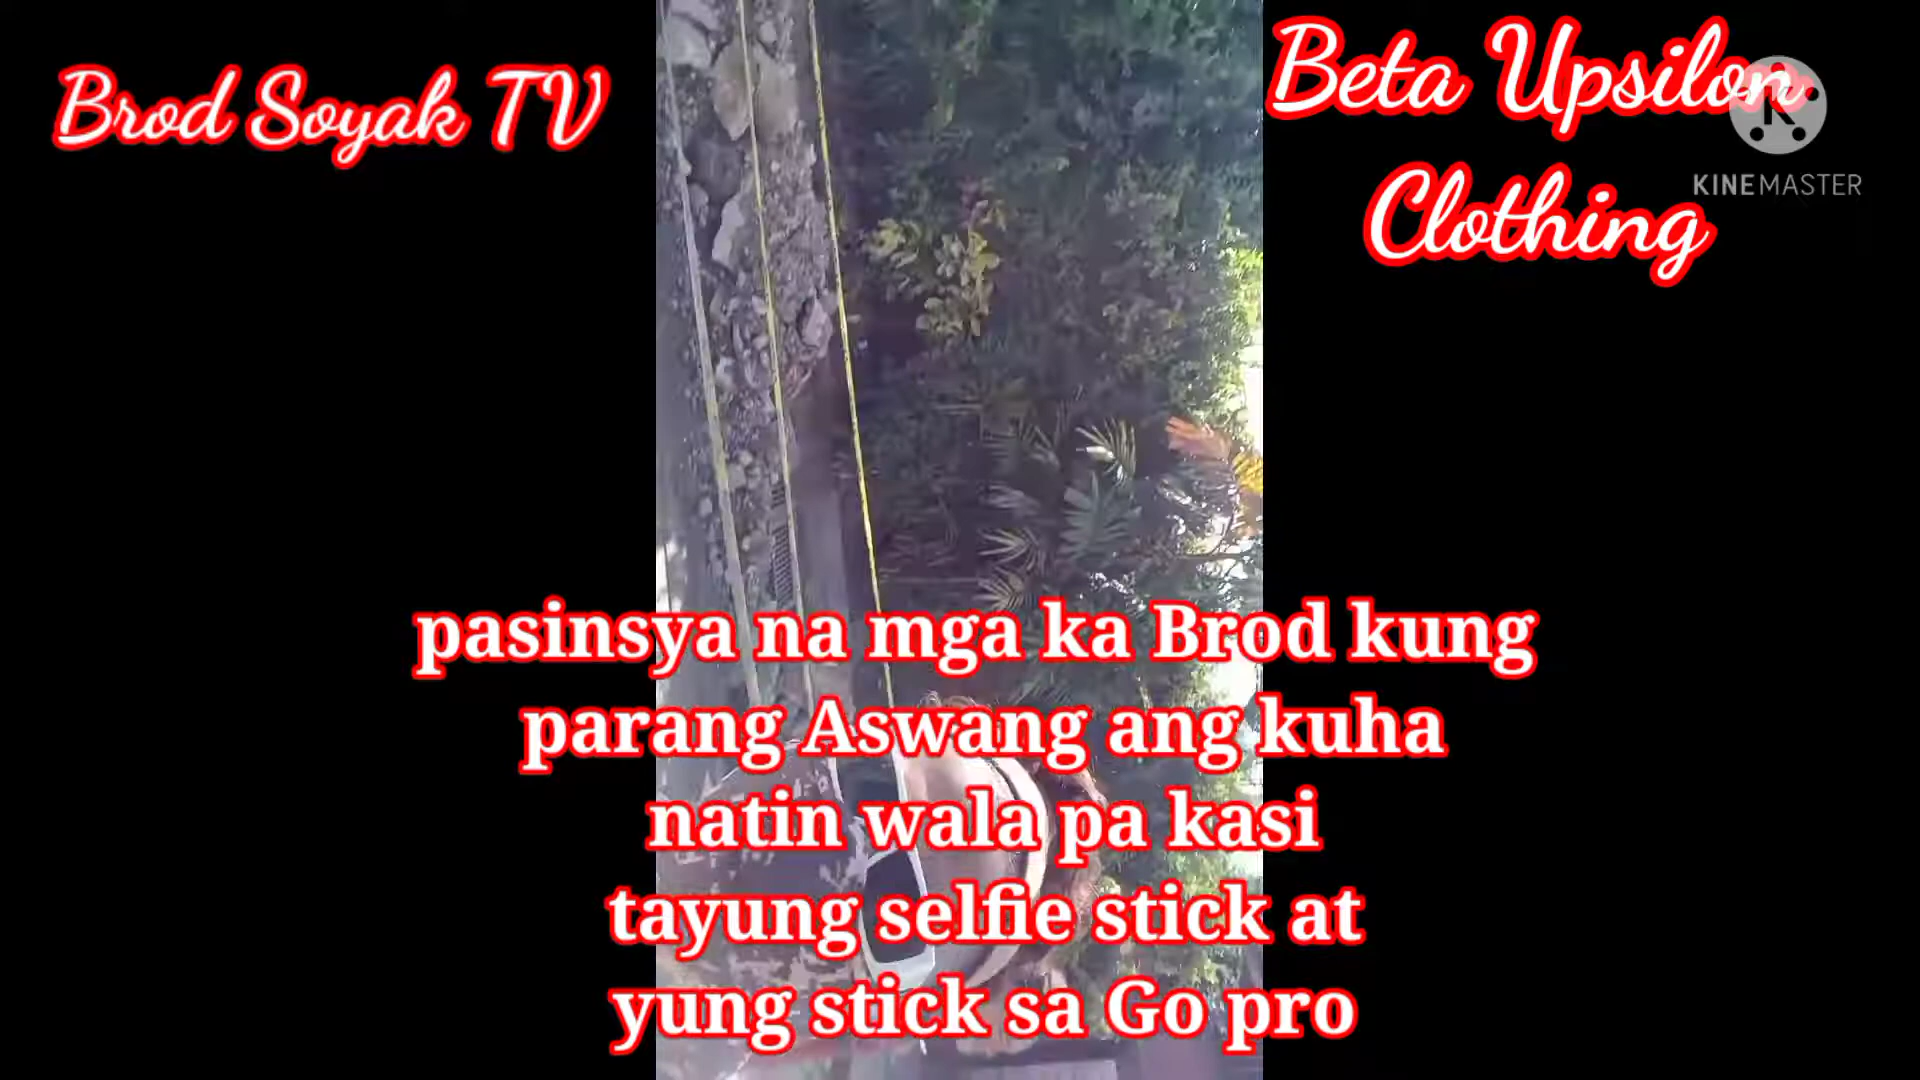 Brod Soyak TV
Beta Upsilon
Clothing
KINEMASTER
pasinsya na mga ka Brod kung
parang Aswang ang kuha
natin wala pa kasi
tayung selfie stick at
yung stick sa Go pro